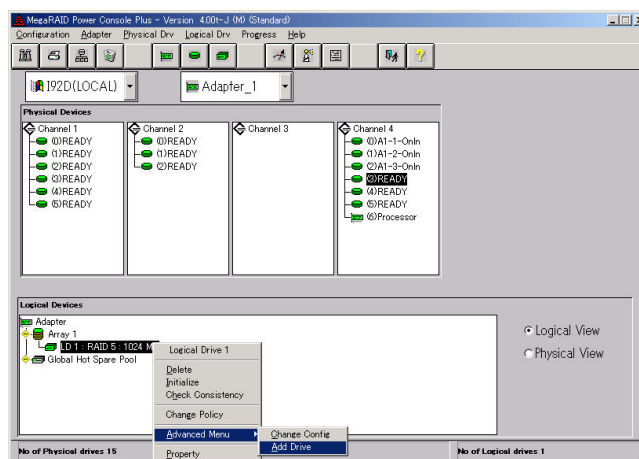 MegaRAID Power Console Plus - Version 4.00t-J (M) (Standard)
Configuration Adapter Physical Drv Logical Drv Progress Help
I92D(LOCAL) Adapter_1
Physical Devices
Channel 1
(0)READY
(1)READY
(2)READY
(3)READY
(4)READY
(5)READY
Channel 2
(0)READY
(1)READY
(2)READY
Channel 3
Channel 4
(0)A1-1-OnIn
(1)A1-2-OnIn
(2)A1-3-OnIn
(3)READY
(4)READY
(5)READY
(6)Processor
Logical Devices
Adapter
Array 1
LD 1 : RAID 5 : 1024 M
Global Hot Spare Pool
Logical Drive 1
Delete
Initialize
Check Consistency
Change Policy
Advanced Menu
Property
Change Config
Add Drive
Logical View
Physical View
No of Physical drives 15
No of Logical drives 1